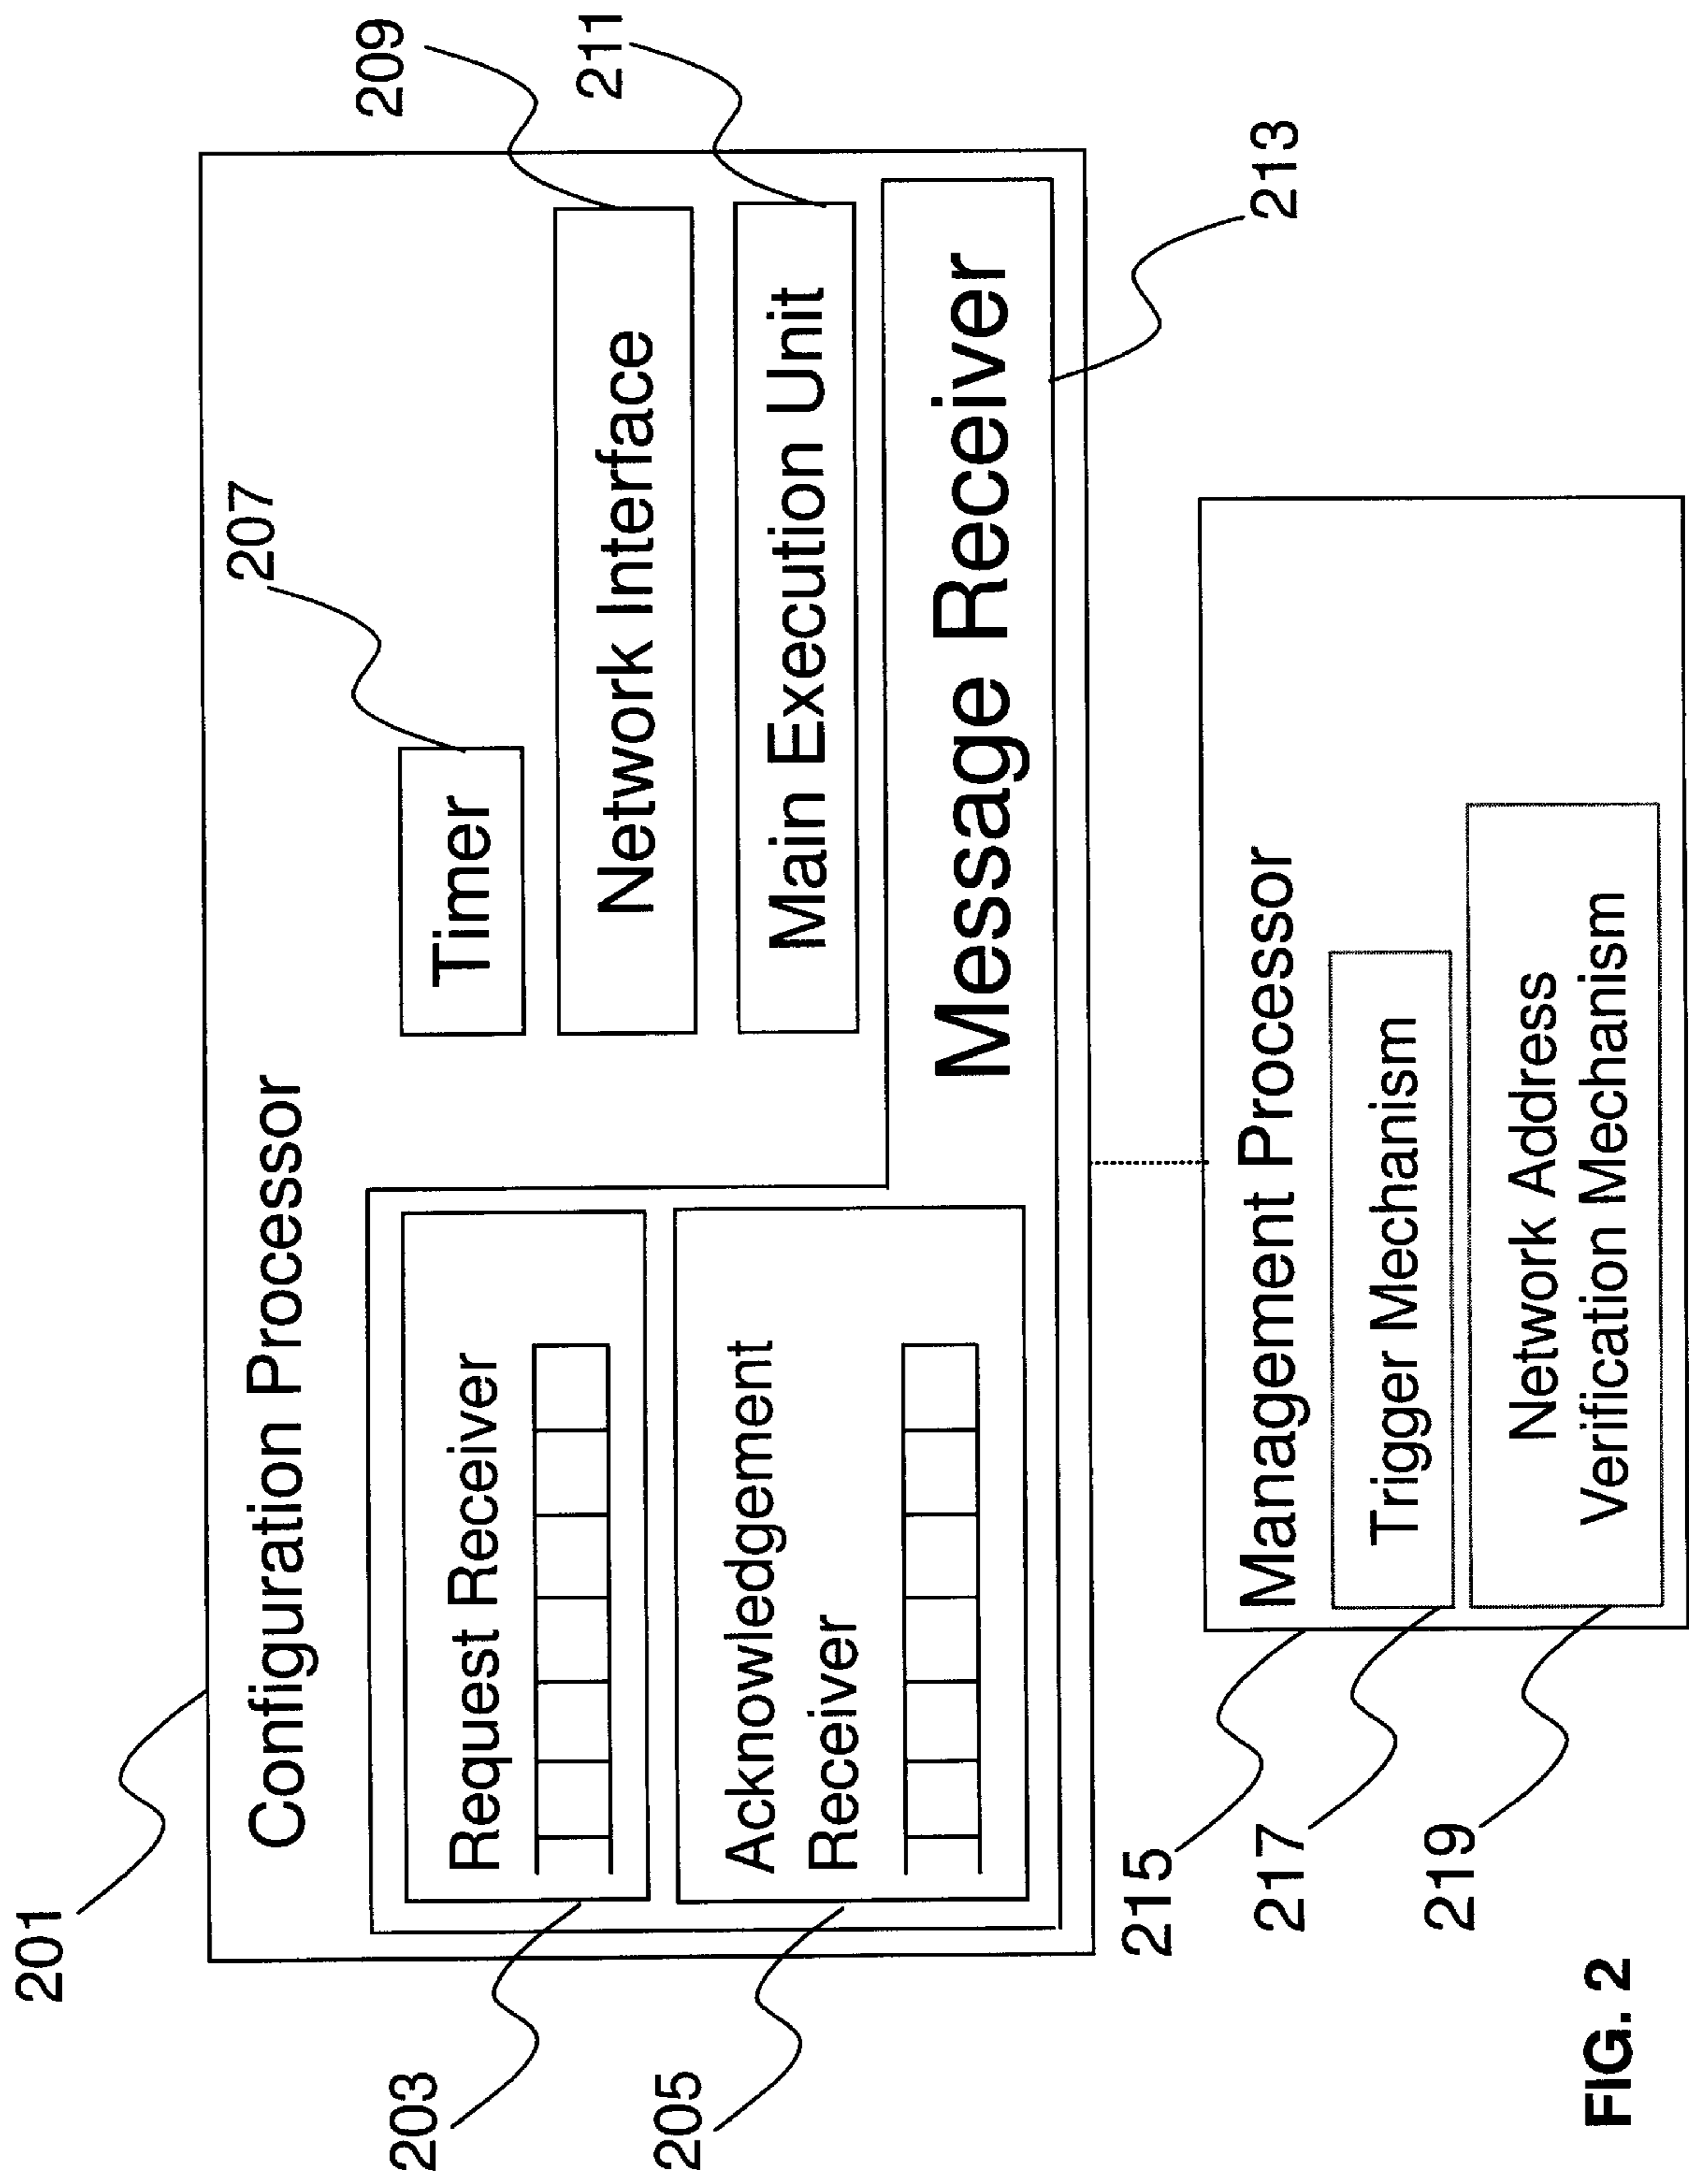 201
Configuration Processor
203
Request Receiver
205
Acknowledgement
Receiver
207
Timer
209
Network Interface
211
Main Execution Unit
Message Receiver
213
215
Management Processor
217
Trigger Mechanism
219
Network Address
Verification Mechanism
FIG. 2